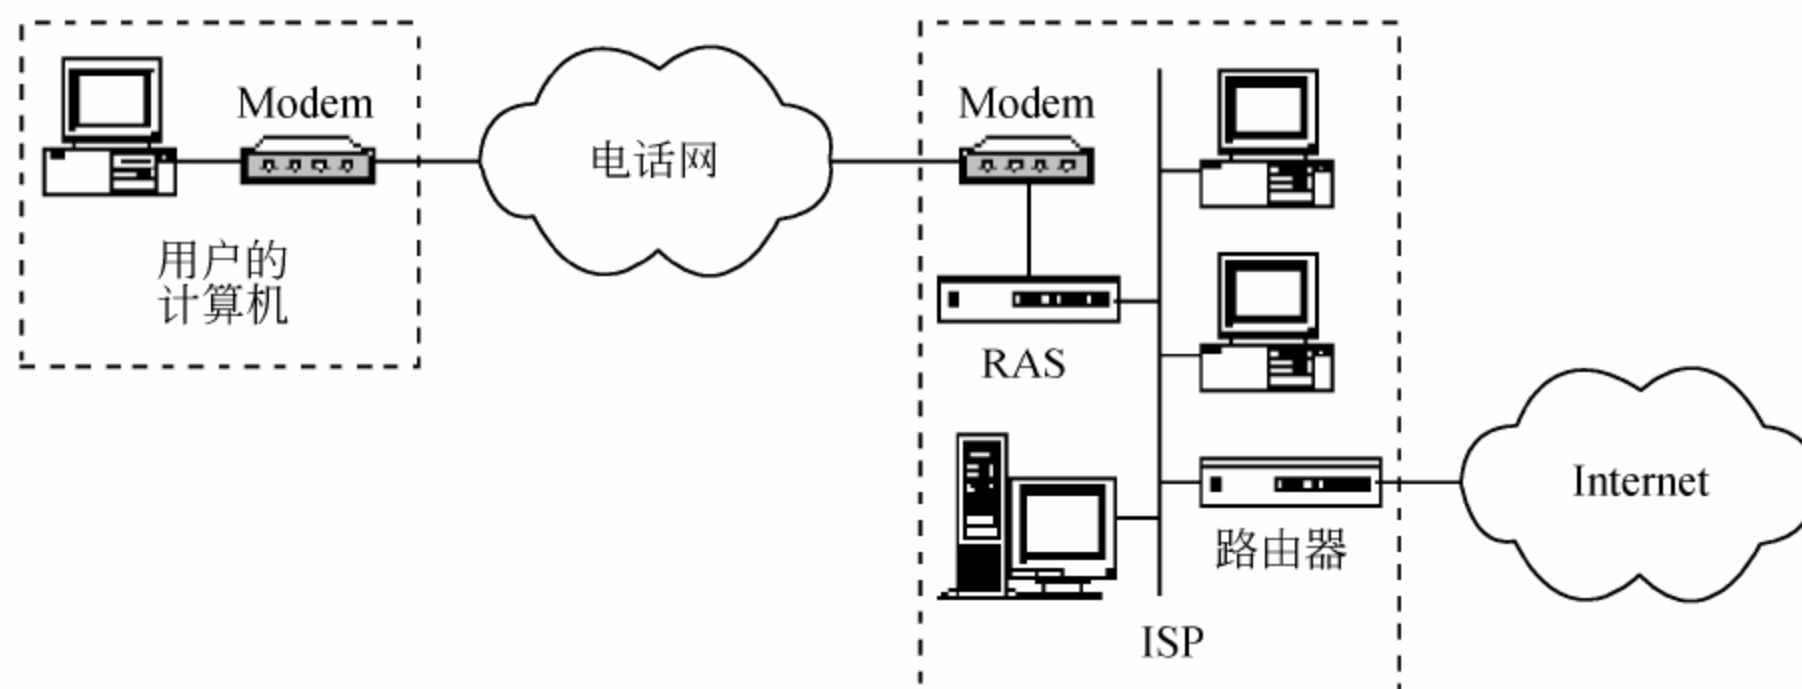 Modem
电话网
用户的
计算机
Modem
RAS
路由器
ISP
Internet